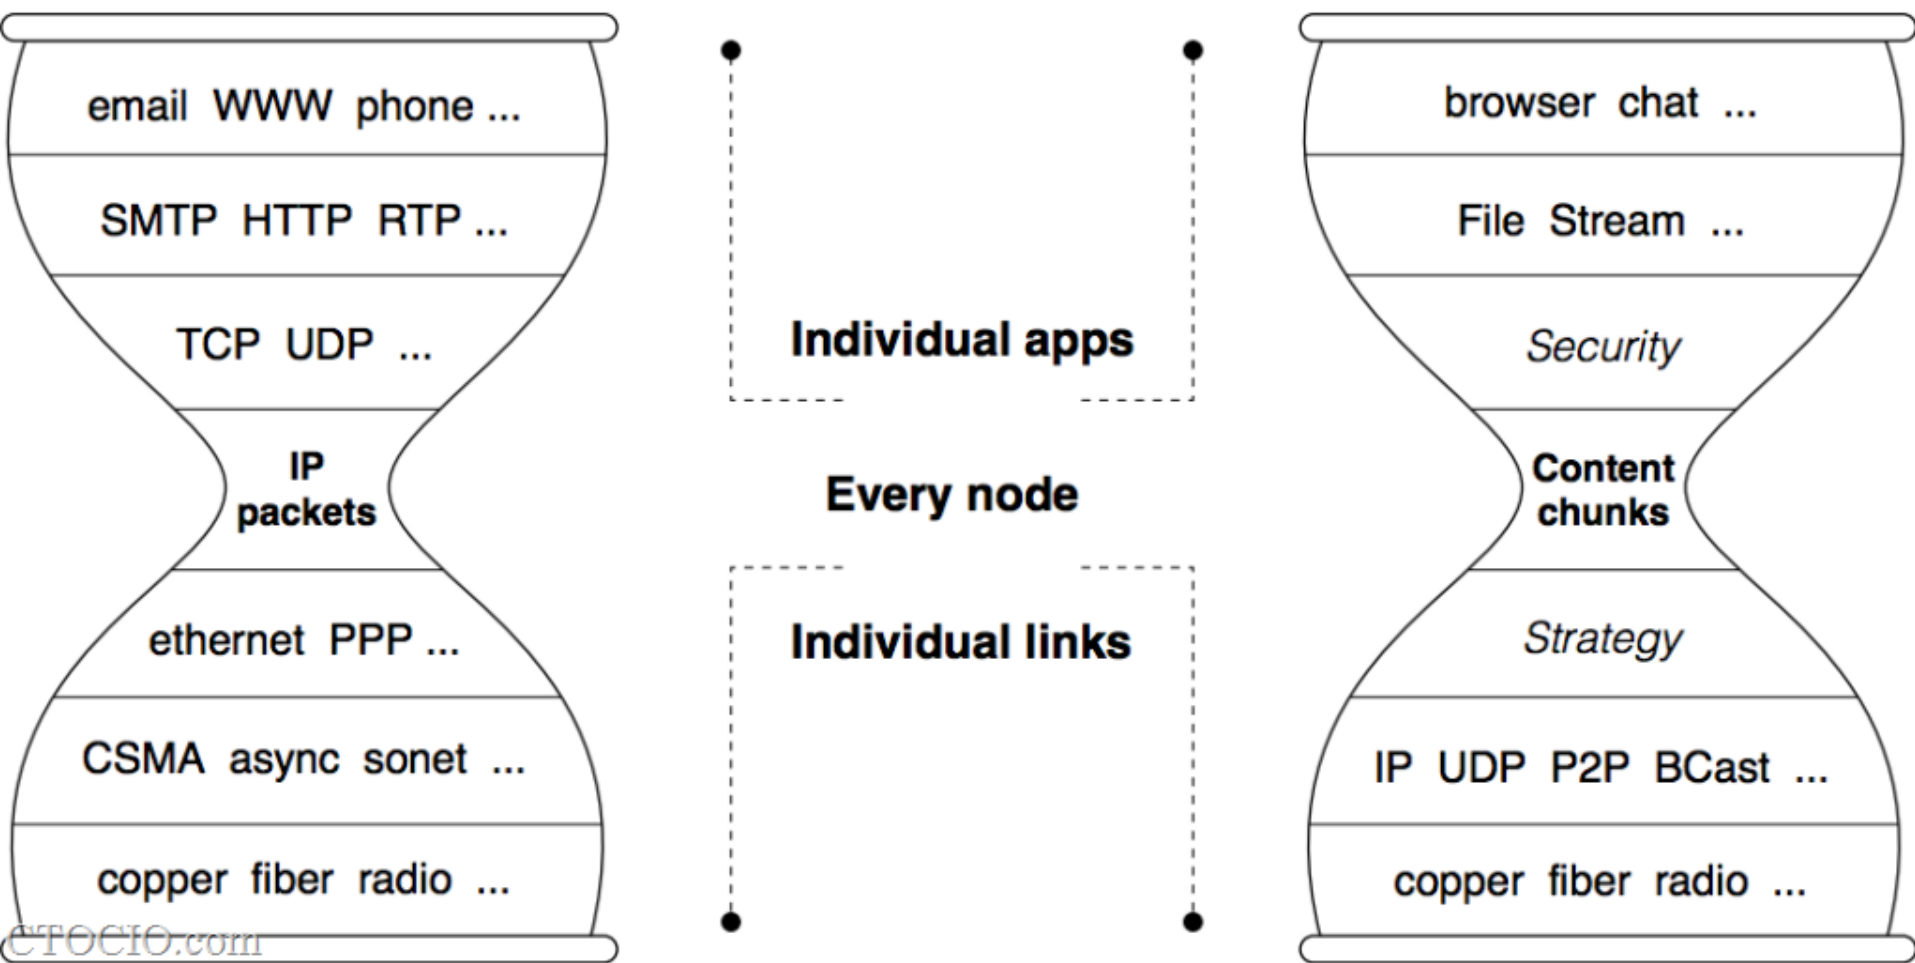 email WWW phone ...
SMTP HTTP RTP ...
TCP UDP ...
IP
packets
ethernet PPP ...
CSMA async sonet ...
copper fiber radio ...
CTOCIO.com
Individual apps
Every node
Individual links
browser chat ...
File Stream ...
Security
Content
chunks
Strategy
IP UDP P2P BCast ...
copper fiber radio ...